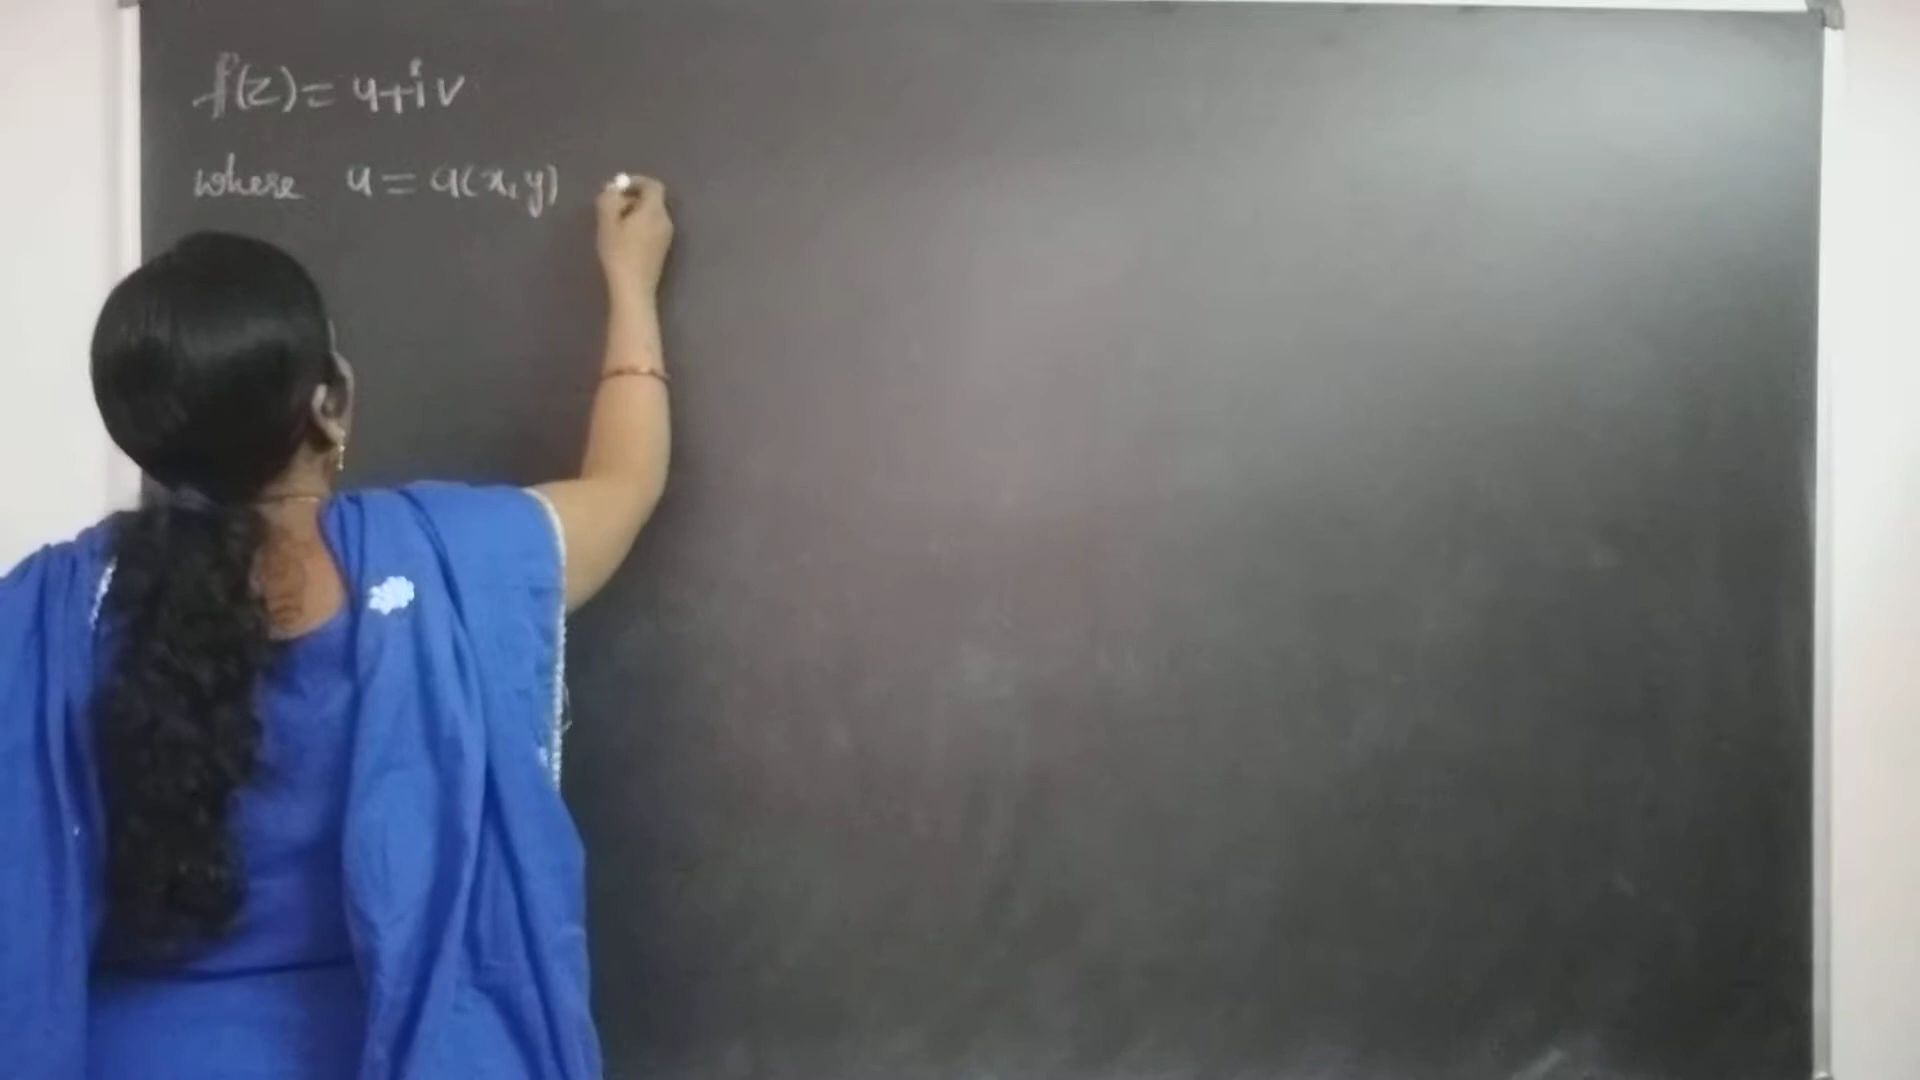 f(z) = u+iv
where u = u(x, y)